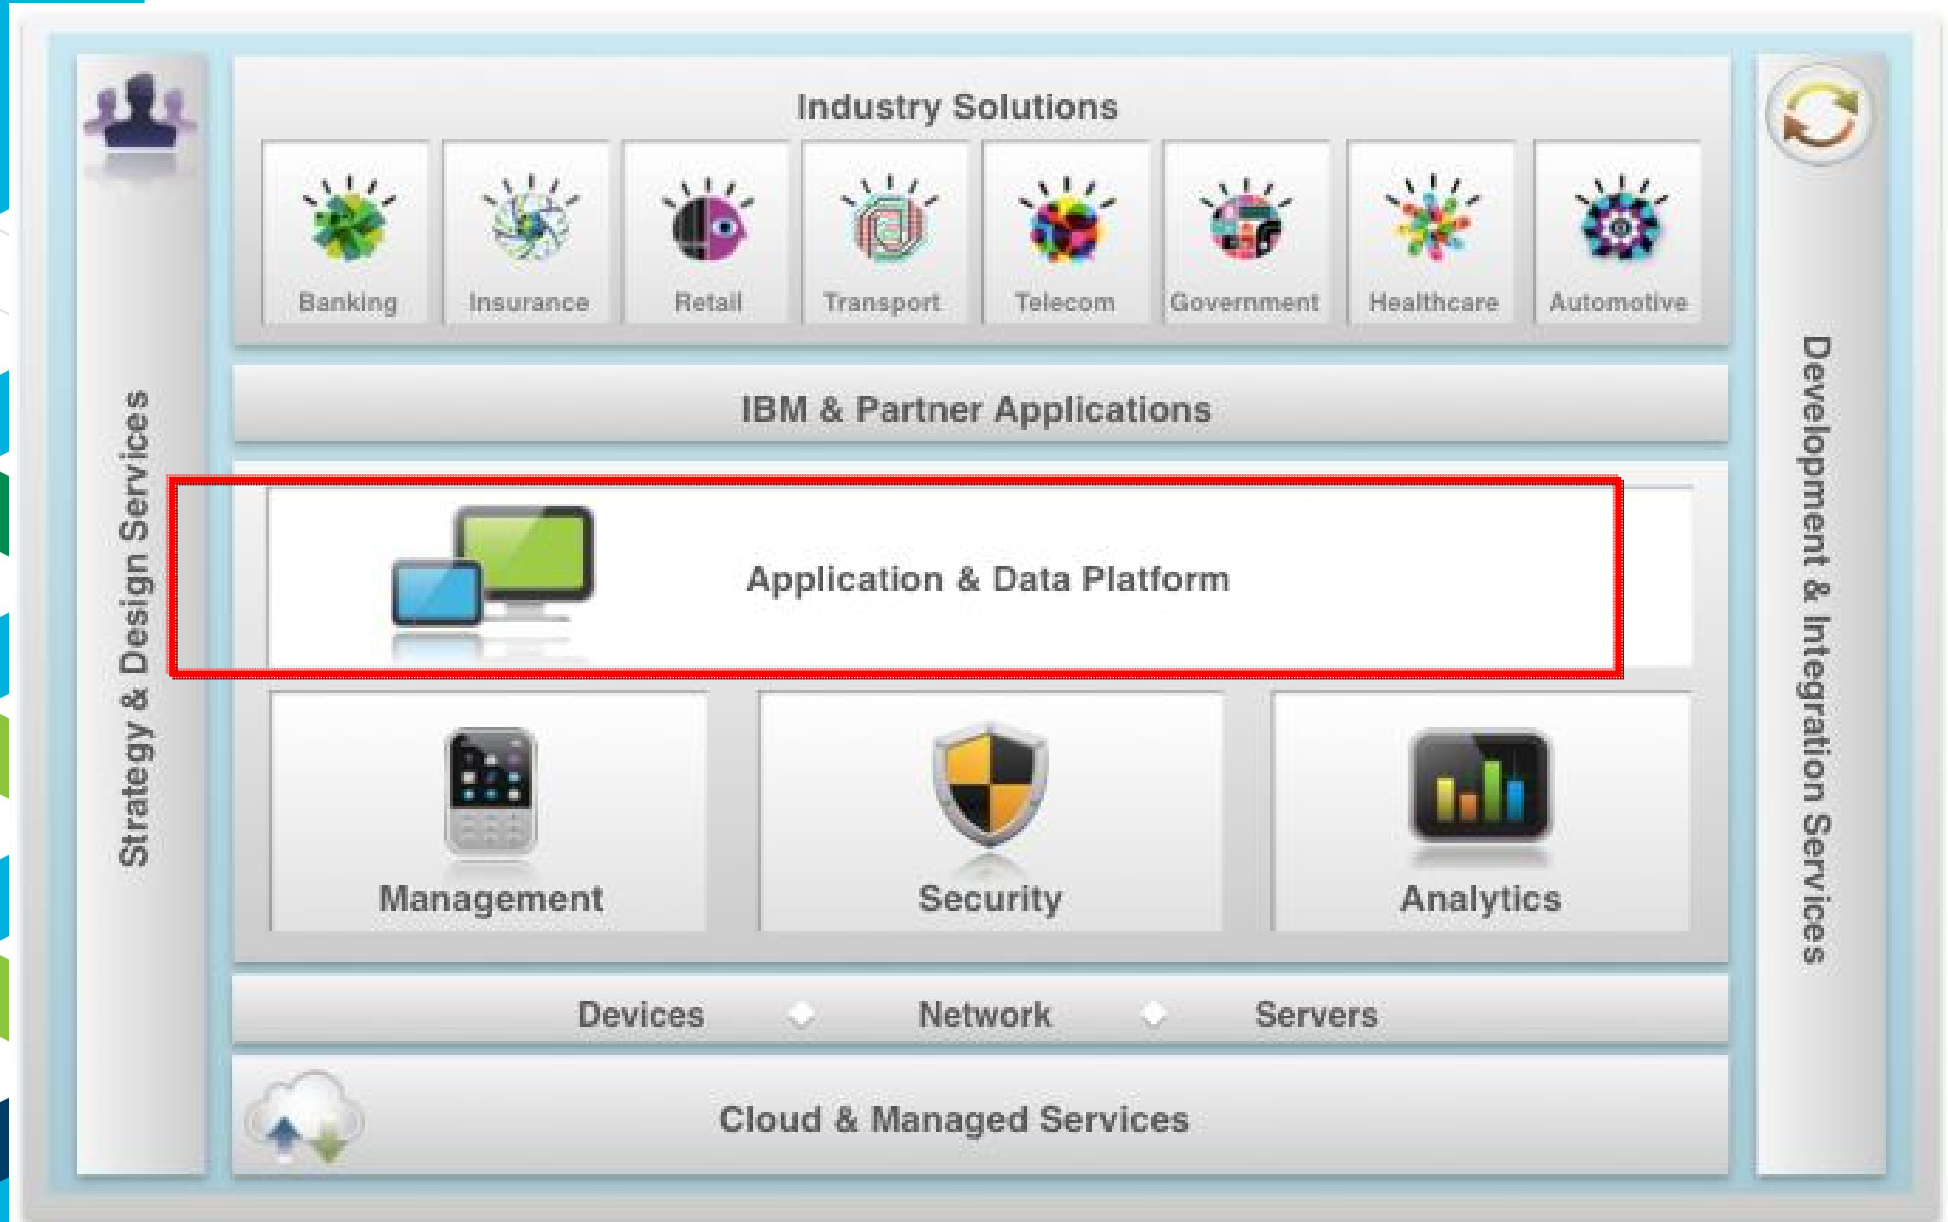 Industry Solutions
Banking
Insurance
Retail
Transport
Telecom
Government
Healthcare
Automotive
IBM & Partner Applications
Strategy & Design Services
Application & Data Platform
Development & Integration Services
Management
Security
Analytics
Devices Network Servers
Cloud & Managed Services